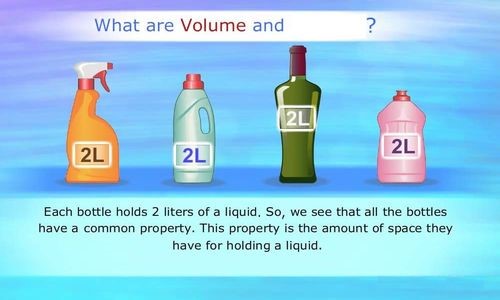 What are Volume and ?
2L
2L
2L
2L
Each bottle holds 2 liters of a liquid. So, we see that all the bottles
have a common property. This property is the amount of space they
have for holding a liquid.